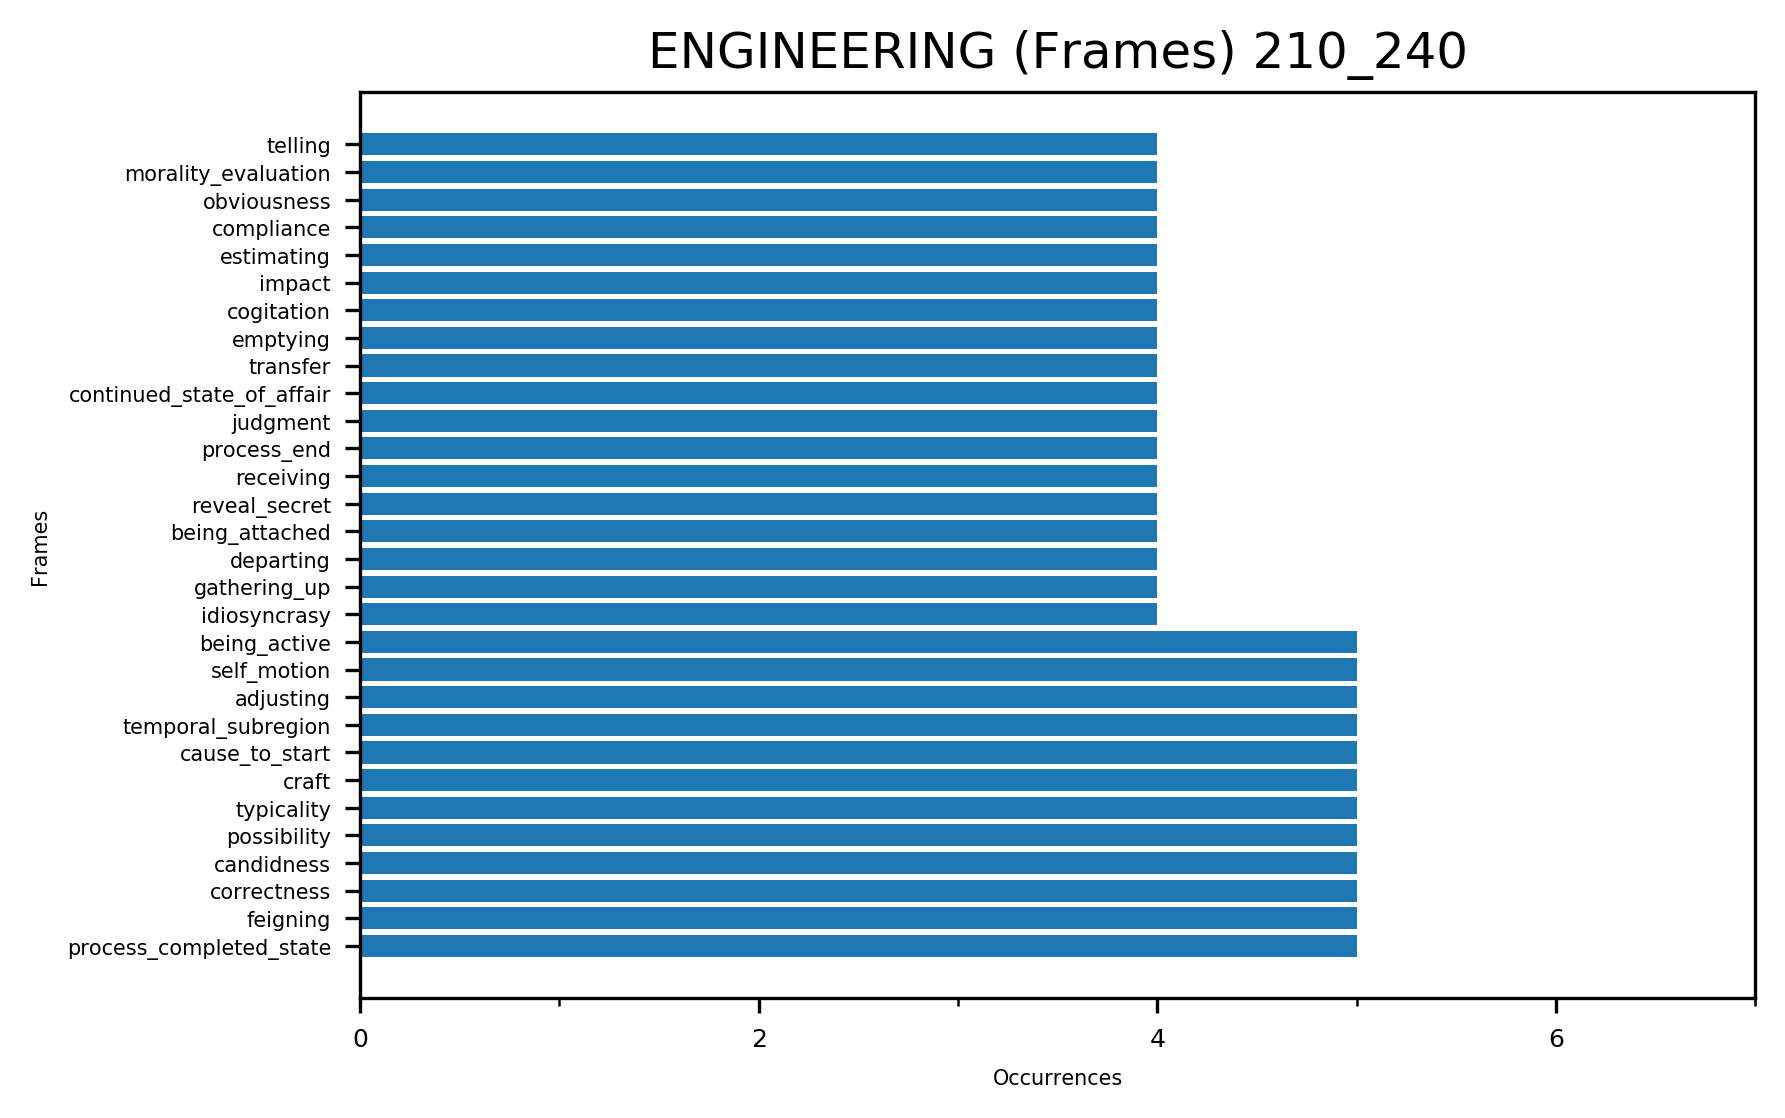 ENGINEERING (Frames) 210_240
telling
morality_evaluation
obviousness
compliance
estimating
impact
cogitation
emptying
transfer
continued_state_of_affair
judgment
process_end
receiving
reveal_secret
being_attached
departing
gathering_up
idiosyncrasy
being_active
self_motion
adjusting
temporal_subregion
cause_to_start
craft
typicality
possibility
candidness
correctness
feigning
process_completed_state
Frames
0 2 4 6
Occurrences